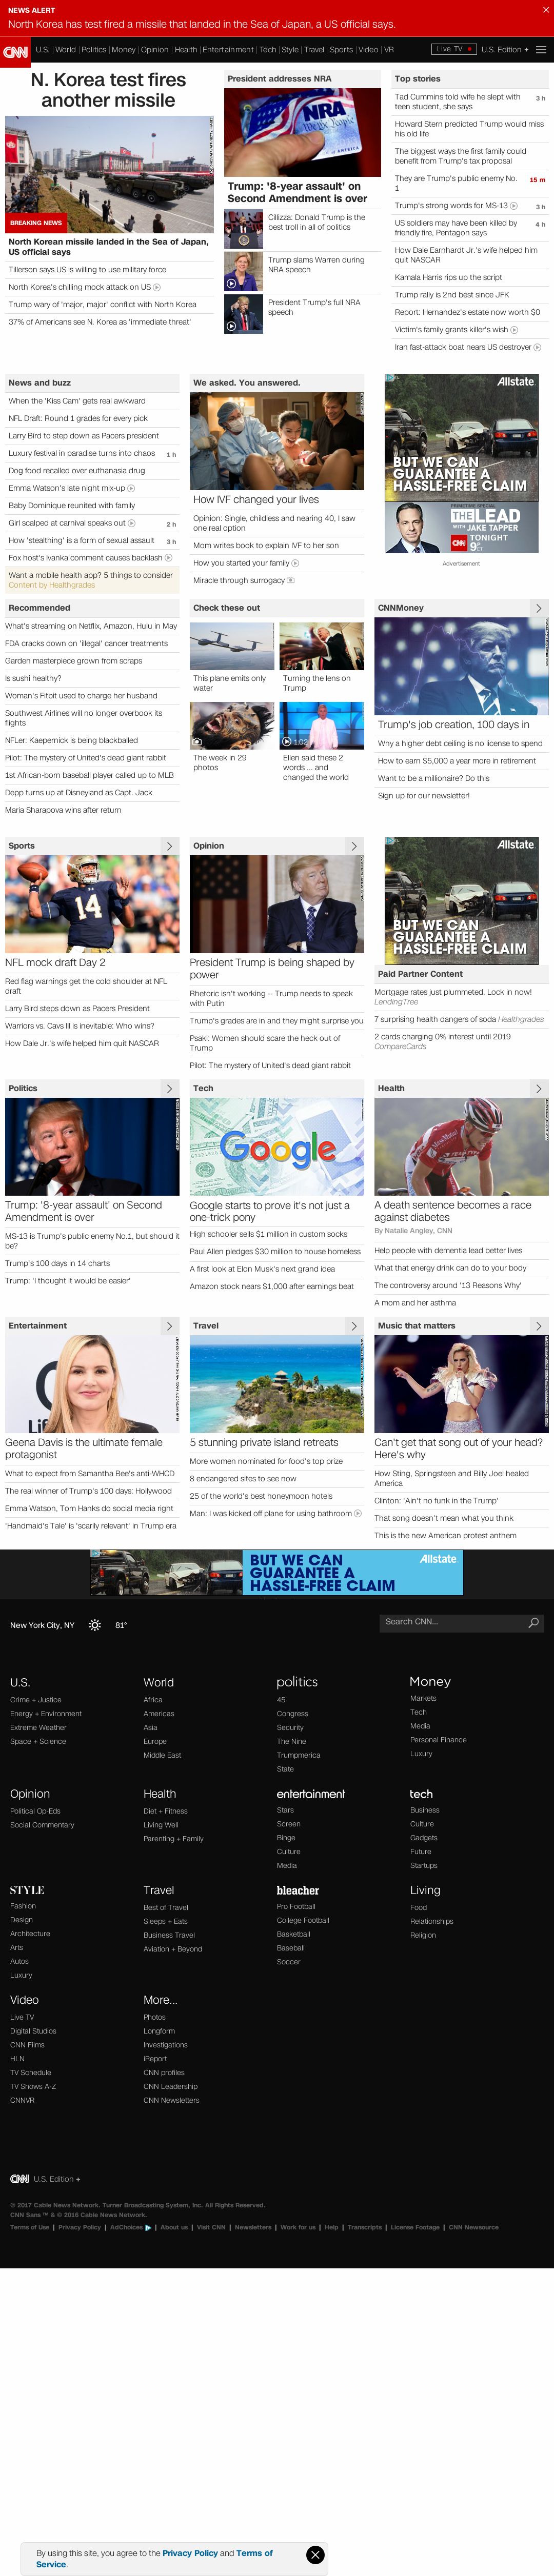 NEWS ALERT
North Korea has test fired a missile that landed in the Sea of Japan, a US official says.
CNN
U.S. World Politics Money Opinion Health Entertainment Tech Style Travel Sports Video VR
Live TV
U.S. Edition +
N. Korea test fires
another missile
BREAKING NEWS
North Korean missile landed in the Sea of Japan,
US official says
Tillerson says US is willing to use military force
North Korea's chilling mock attack on US
Trump wary of 'major, major' conflict with North Korea
37% of Americans see N. Korea as 'immediate threat'
President addresses NRA
NRA
Trump: '8-year assault' on
Second Amendment is over
Cillizza: Donald Trump is the
best troll in all of politics
Trump slams Warren during
NRA speech
President Trump's full NRA
speech
Top stories
Tad Cummins told wife he slept with
teen student, she says
3 h
Howard Stern predicted Trump would miss
his old life
The biggest ways the first family could
benefit from Trump's tax proposal
They are Trump's public enemy No.
1
15 m
Trump's strong words for MS-13
3 h
US soldiers may have been killed by
friendly fire, Pentagon says
4 h
How Dale Earnhardt Jr.'s wife helped him
quit NASCAR
Kamala Harris rips up the script
Trump rally is 2nd best since JFK
Report: Hernandez's estate now worth $0
Victim's family grants killer's wish
Iran fast-attack boat nears US destroyer
News and buzz
When the 'Kiss Cam' gets real awkward
NFL Draft: Round 1 grades for every pick
Larry Bird to step down as Pacers president
Luxury festival in paradise turns into chaos
1 h
Dog food recalled over euthanasia drug
Emma Watson's late night mix-up
Baby Dominique reunited with family
Girl scalped at carnival speaks out
2 h
How 'stealthing' is a form of sexual assault
3 h
Fox host's Ivanka comment causes backlash
Want a mobile health app? 5 things to consider
Content by Healthgrades
We asked. You answered.
How IVF changed your lives
Opinion: Single, childless and nearing 40, I saw
one real option
Mom writes book to explain IVF to her son
How you started your family
Miracle through surrogacy
Allstate.
BUT WE CAN
GUARANTEE A
HASSLE-FREE CLAIM
PRIMETIME SPECIAL
THE LEAD
WITH JAKE TAPPER
CNN
TONIGHT
9 ET
Advertisement
Recommended
What's streaming on Netflix, Amazon, Hulu in May
FDA cracks down on 'illegal' cancer treatments
Garden masterpiece grown from scraps
Is sushi healthy?
Woman's Fitbit used to charge her husband
Southwest Airlines will no longer overbook its
flights
NFLer: Kaepernick is being blackballed
Pilot: The mystery of United's dead giant rabbit
1st African-born baseball player called up to MLB
Depp turns up at Disneyland as Capt. Jack
Maria Sharapova wins after return
Check these out
This plane emits only
water
Turning the lens on
Trump
The week in 29
photos
1:02
Ellen said these 2
words ... and
changed the world
CNNMoney
Trump's job creation, 100 days in
Why a higher debt ceiling is no license to spend
How to earn $5,000 a year more in retirement
Want to be a millionaire? Do this
Sign up for our newsletter!
Sports
14
NFL mock draft Day 2
Red flag warnings get the cold shoulder at NFL
draft
Larry Bird steps down as Pacers President
Warriors vs. Cavs III is inevitable: Who wins?
How Dale Jr.'s wife helped him quit NASCAR
Opinion
President Trump is being shaped by
power
Rhetoric isn't working -- Trump needs to speak
with Putin
Trump's grades are in and they might surprise you
Psaki: Women should scare the heck out of
Trump
Pilot: The mystery of United's dead giant rabbit
Allstate.
BUT WE CAN
GUARANTEE A
HASSLE-FREE CLAIM
Paid Partner Content
Mortgage rates just plummeted. Lock in now!
LendingTree
7 surprising health dangers of soda Healthgrades
2 cards charging 0% interest until 2019
CompareCards
Politics
Trump: '8-year assault' on Second
Amendment is over
MS-13 is Trump's public enemy No.1, but should it
be?
Trump's 100 days in 14 charts
Trump: 'I thought it would be easier'
Tech
Google
Google starts to prove it's not just a
one-trick pony
High schooler sells $1 million in custom socks
Paul Allen pledges $30 million to house homeless
A first look at Elon Musk's next grand idea
Amazon stock nears $1,000 after earnings beat
Health
A death sentence becomes a race
against diabetes
By Natalie Angley, CNN
Help people with dementia lead better lives
What that energy drink can do to your body
The controversy around '13 Reasons Why'
A mom and her asthma
Entertainment
Geena Davis is the ultimate female
protagonist
What to expect from Samantha Bee's anti-WHCD
The real winner of Trump's 100 days: Hollywood
Emma Watson, Tom Hanks do social media right
'Handmaid's Tale' is 'scarily relevant' in Trump era
Travel
5 stunning private island retreats
More women nominated for food's top prize
8 endangered sites to see now
25 of the world's best honeymoon hotels
Man: I was kicked off plane for using bathroom
Music that matters
Can't get that song out of your head?
Here's why
How Sting, Springsteen and Billy Joel healed
America
Clinton: 'Ain't no funk in the Trump'
That song doesn't mean what you think
This is the new American protest anthem
BUT WE CAN
GUARANTEE A
HASSLE-FREE CLAIM
Allstate.
New York City, NY
81°
Search CNN...
U.S.
Crime + Justice
Energy + Environment
Extreme Weather
Space + Science
World
Africa
Americas
Asia
Europe
Middle East
politics
45
Congress
Security
The Nine
Trumpmerica
State
Money
Markets
Tech
Media
Personal Finance
Luxury
Opinion
Political Op-Eds
Social Commentary
Health
Diet + Fitness
Living Well
Parenting + Family
entertainment
Stars
Screen
Binge
Culture
Media
tech
Business
Culture
Gadgets
Future
Startups
STYLE
Fashion
Design
Architecture
Arts
Autos
Luxury
Travel
Best of Travel
Sleeps + Eats
Business Travel
Aviation + Beyond
bleacher
Pro Football
College Football
Basketball
Baseball
Soccer
Living
Food
Relationships
Religion
Video
Live TV
Digital Studios
CNN Films
HLN
TV Schedule
TV Shows A-Z
CNNVR
More...
Photos
Longform
Investigations
iReport
CNN profiles
CNN Leadership
CNN Newsletters
CNN U.S. Edition +
© 2017 Cable News Network. Turner Broadcasting System, Inc. All Rights Reserved.
CNN Sans ™ & © 2016 Cable News Network.
Terms of Use | Privacy Policy | AdChoices | About us | Visit CNN | Newsletters | Work for us | Help | Transcripts | License Footage | CNN Newsource
By using this site, you agree to the Privacy Policy and Terms of
Service.